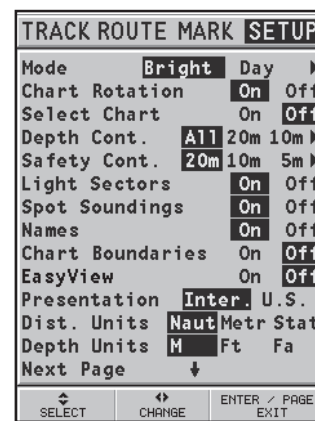 TRACK ROUTE MARK SETUP
Mode Bright Day
Chart Rotation On Off
Select Chart On Off
Depth Cont. All 20m 10m
Safety Cont. 20m 10m 5m
Light Sectors On Off
Spot Soundings On Off
Names On Off
Chart Boundaries On Off
EasyView On Off
Presentation Inter. U.S.
Dist. Units Naut Metr Stat
Depth Units M Ft Fa
Next Page
SELECT CHANGE ENTER / PAGE
EXIT